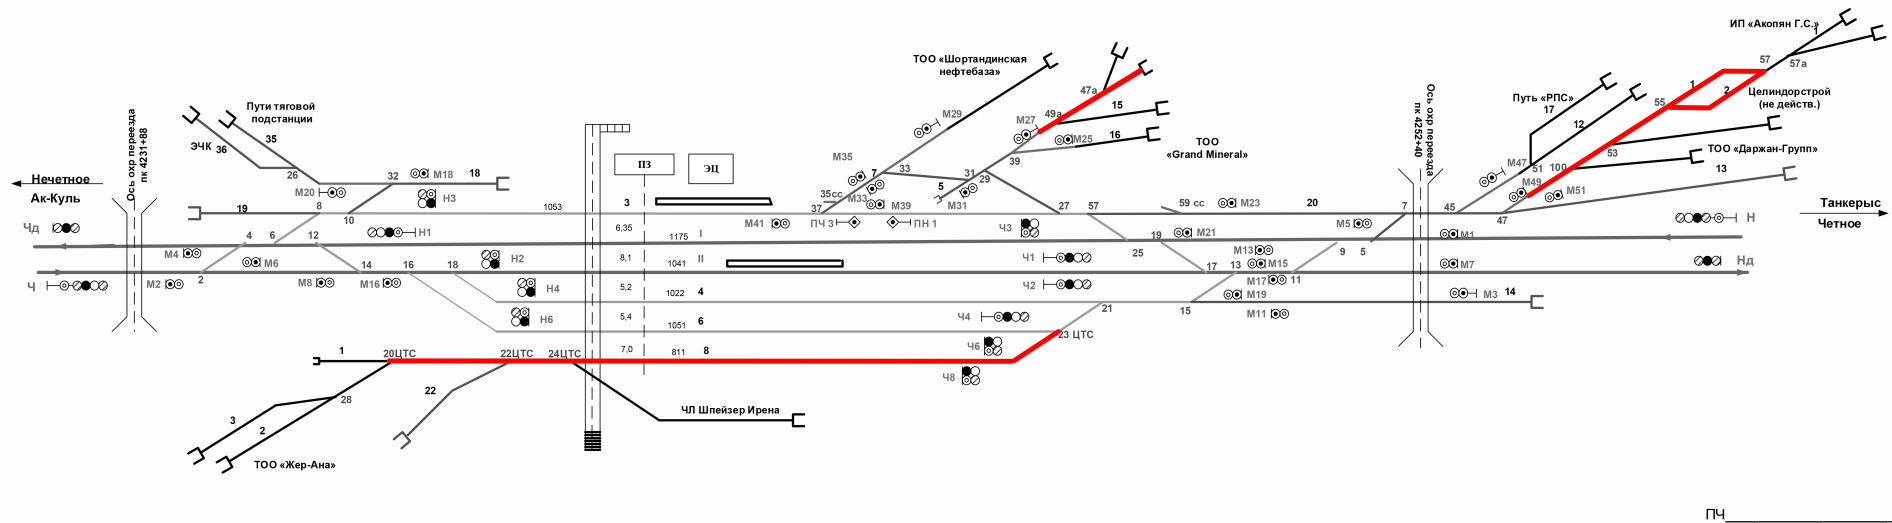 ИП «Акопян Г.С.»
1
57
57а
ТОО «Шортандинская
нефтебаза»
47а
1
2
Целиндорстрой
(не действ.)
55
Ось охр переезда
пк 4231+88
Пути тяговой
подстанции
35
ЭЧК
36
М29
49а
15
М27
М25
16
Ось охр переезда
пк 4252+40
Путь «РПС»
17
12
ТОО
«Grand Mineral»
53
ТОО «Даржан-Групп»
ПЗ
ЭЦ
М35
39
М47
51
100
13
Нечетное
Ак-Куль
26
32
М18
18
7
33
31
29
5
М49
М51
М20
Н3
35сс
М33
М31
Танкерыс
Четное
19
8
10
1053
3
37
М39
27
57
59 сс
М23
20
7
45
47
Н
Чд
Н1
6,35
М41
ПЧ 3
ПН 1
Ч3
М5
4
6
12
1175
I
19
М21
М1
М4
25
М13
9
5
М6
Н2
8,1
1041
II
Ч1
М15
М7
Нд
2
14
16
18
17
13
Ч
М2
М8
М16
Н4
5,2
1022
4
Ч2
М17
11
М19
М3
14
Н6
5,4
1051
6
Ч4
21
15
М11
23 ЦТС
7,0
811
8
Ч6
1
20ЦТС
22ЦТС
24ЦТС
Ч8
22
28
3
2
ЧЛ Шпейзер Ирена
ТОО «Жер-Ана»
ПЧ